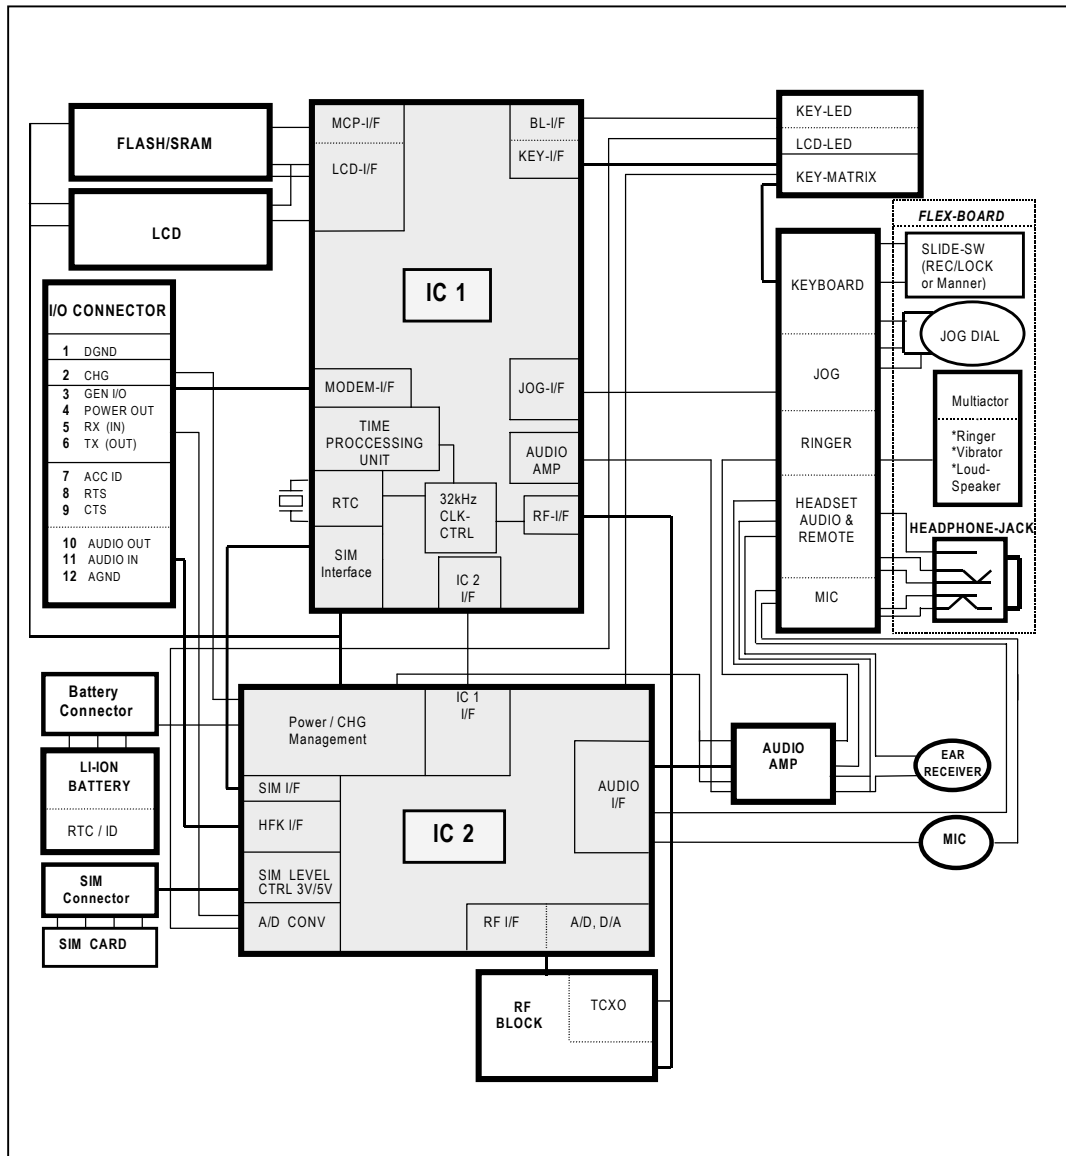 FLASH/SRAM
LCD
I/O CONNECTOR
1 DGND
2 CHG
3 GEN I/O
4 POWER OUT
5 RX (IN)
6 TX (OUT)
7 ACC ID
8 RTS
9 CTS
10 AUDIO OUT
11 AUDIO IN
12 AGND
MCP-I/F
LCD-I/F
BL-I/F
KEY-I/F
IC 1
MODEM-I/F
TIME
PROCCESSING
UNIT
RTC
SIM
Interface
32kHz
CLK-
CTRL
IC 2
I/F
JOG-I/F
AUDIO
AMP
RF-I/F
KEY-LED
LCD-LED
KEY-MATRIX
FLEX-BOARD
KEYBOARD
JOG
RINGER
HEADSET
AUDIO &
REMOTE
MIC
SLIDE-SW
(REC/LOCK
or Manner)
JOG DIAL
Multiactor
*Ringer
*Vibrator
*Loud-
Speaker
HEADPHONE-JACK
Battery
Connector
LI-ION
BATTERY
RTC / ID
SIM
Connector
SIM CARD
Power / CHG
Management
IC 1
I/F
SIM I/F
HFK I/F
SIM LEVEL
CTRL 3V/5V
A/D CONV
IC 2
AUDIO
I/F
RF I/F
A/D, D/A
AUDIO
AMP
EAR
RECEIVER
MIC
RF
BLOCK
TCXO